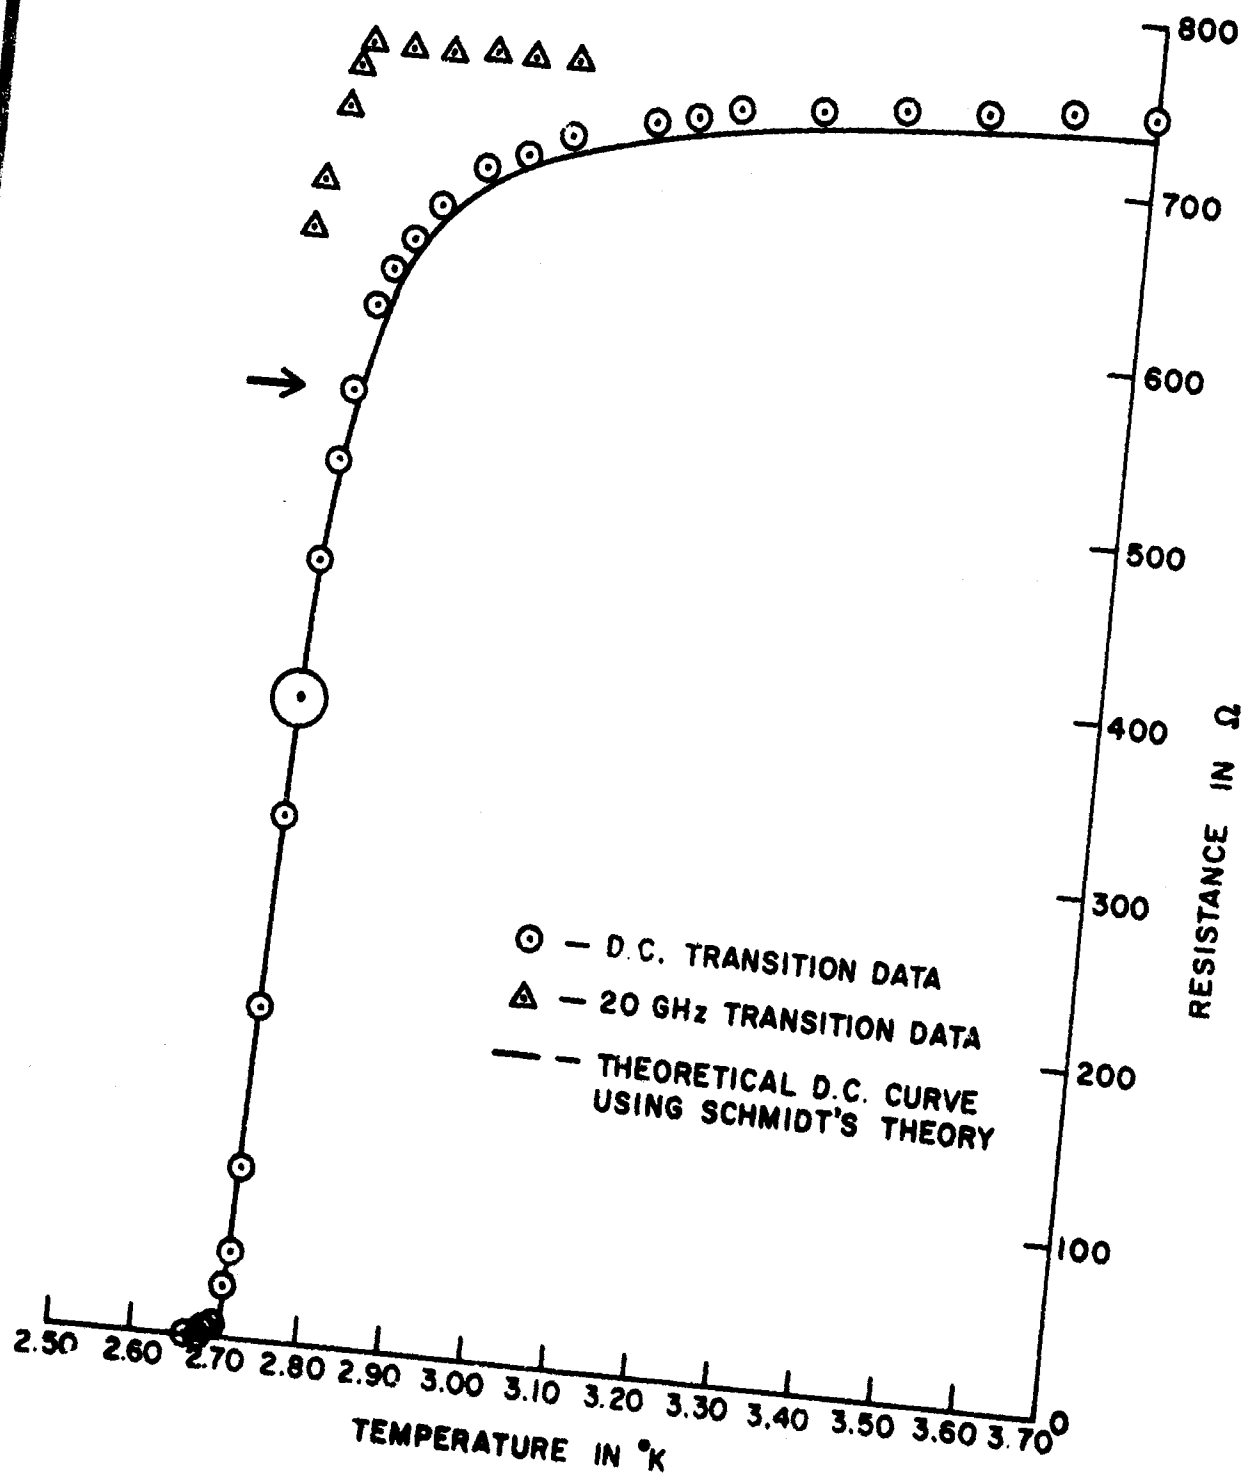 800
700
600
500
400
300
200
100
0
RESISTANCE IN Ω
⊙ — D.C. TRANSITION DATA
△ — 20 GHz TRANSITION DATA
— — THEORETICAL D.C. CURVE
USING SCHMIDT'S THEORY
2.50 2.60 2.70 2.80 2.90 3.00 3.10 3.20 3.30 3.40 3.50 3.60 3.70
TEMPERATURE IN °K